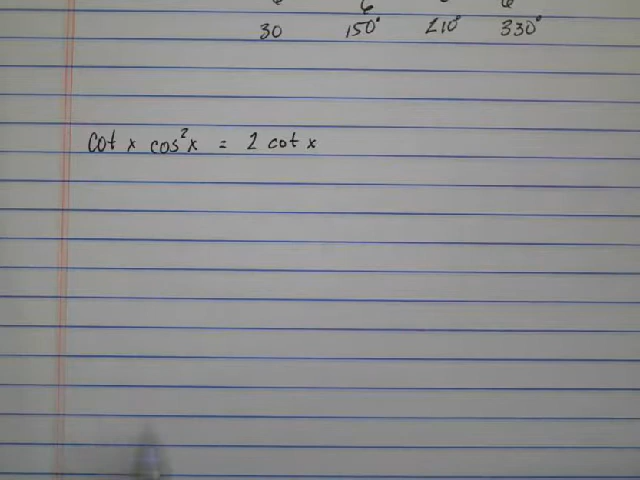 30 150° 210° 330°
cot x cos²x = 2 cot x